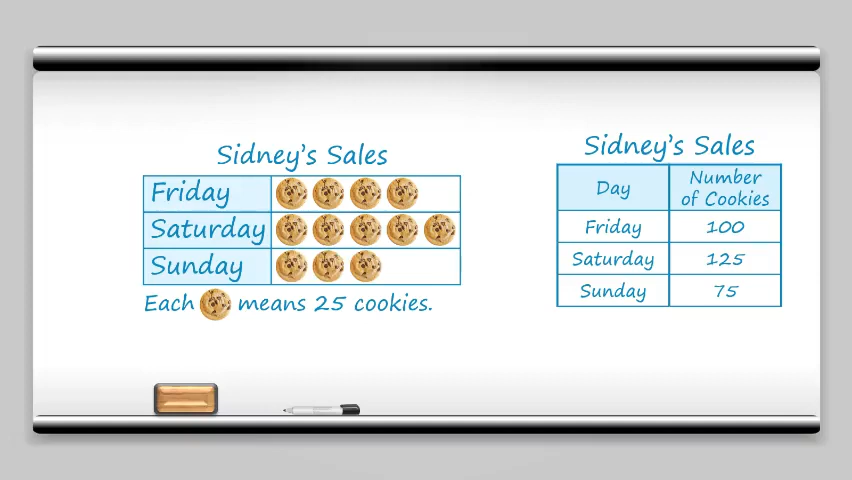 Sidney's Sales
Friday
Saturday
Sunday
Each means 25 cookies.
Sidney's Sales
Day Number of Cookies
Friday 100
Saturday 125
Sunday 75